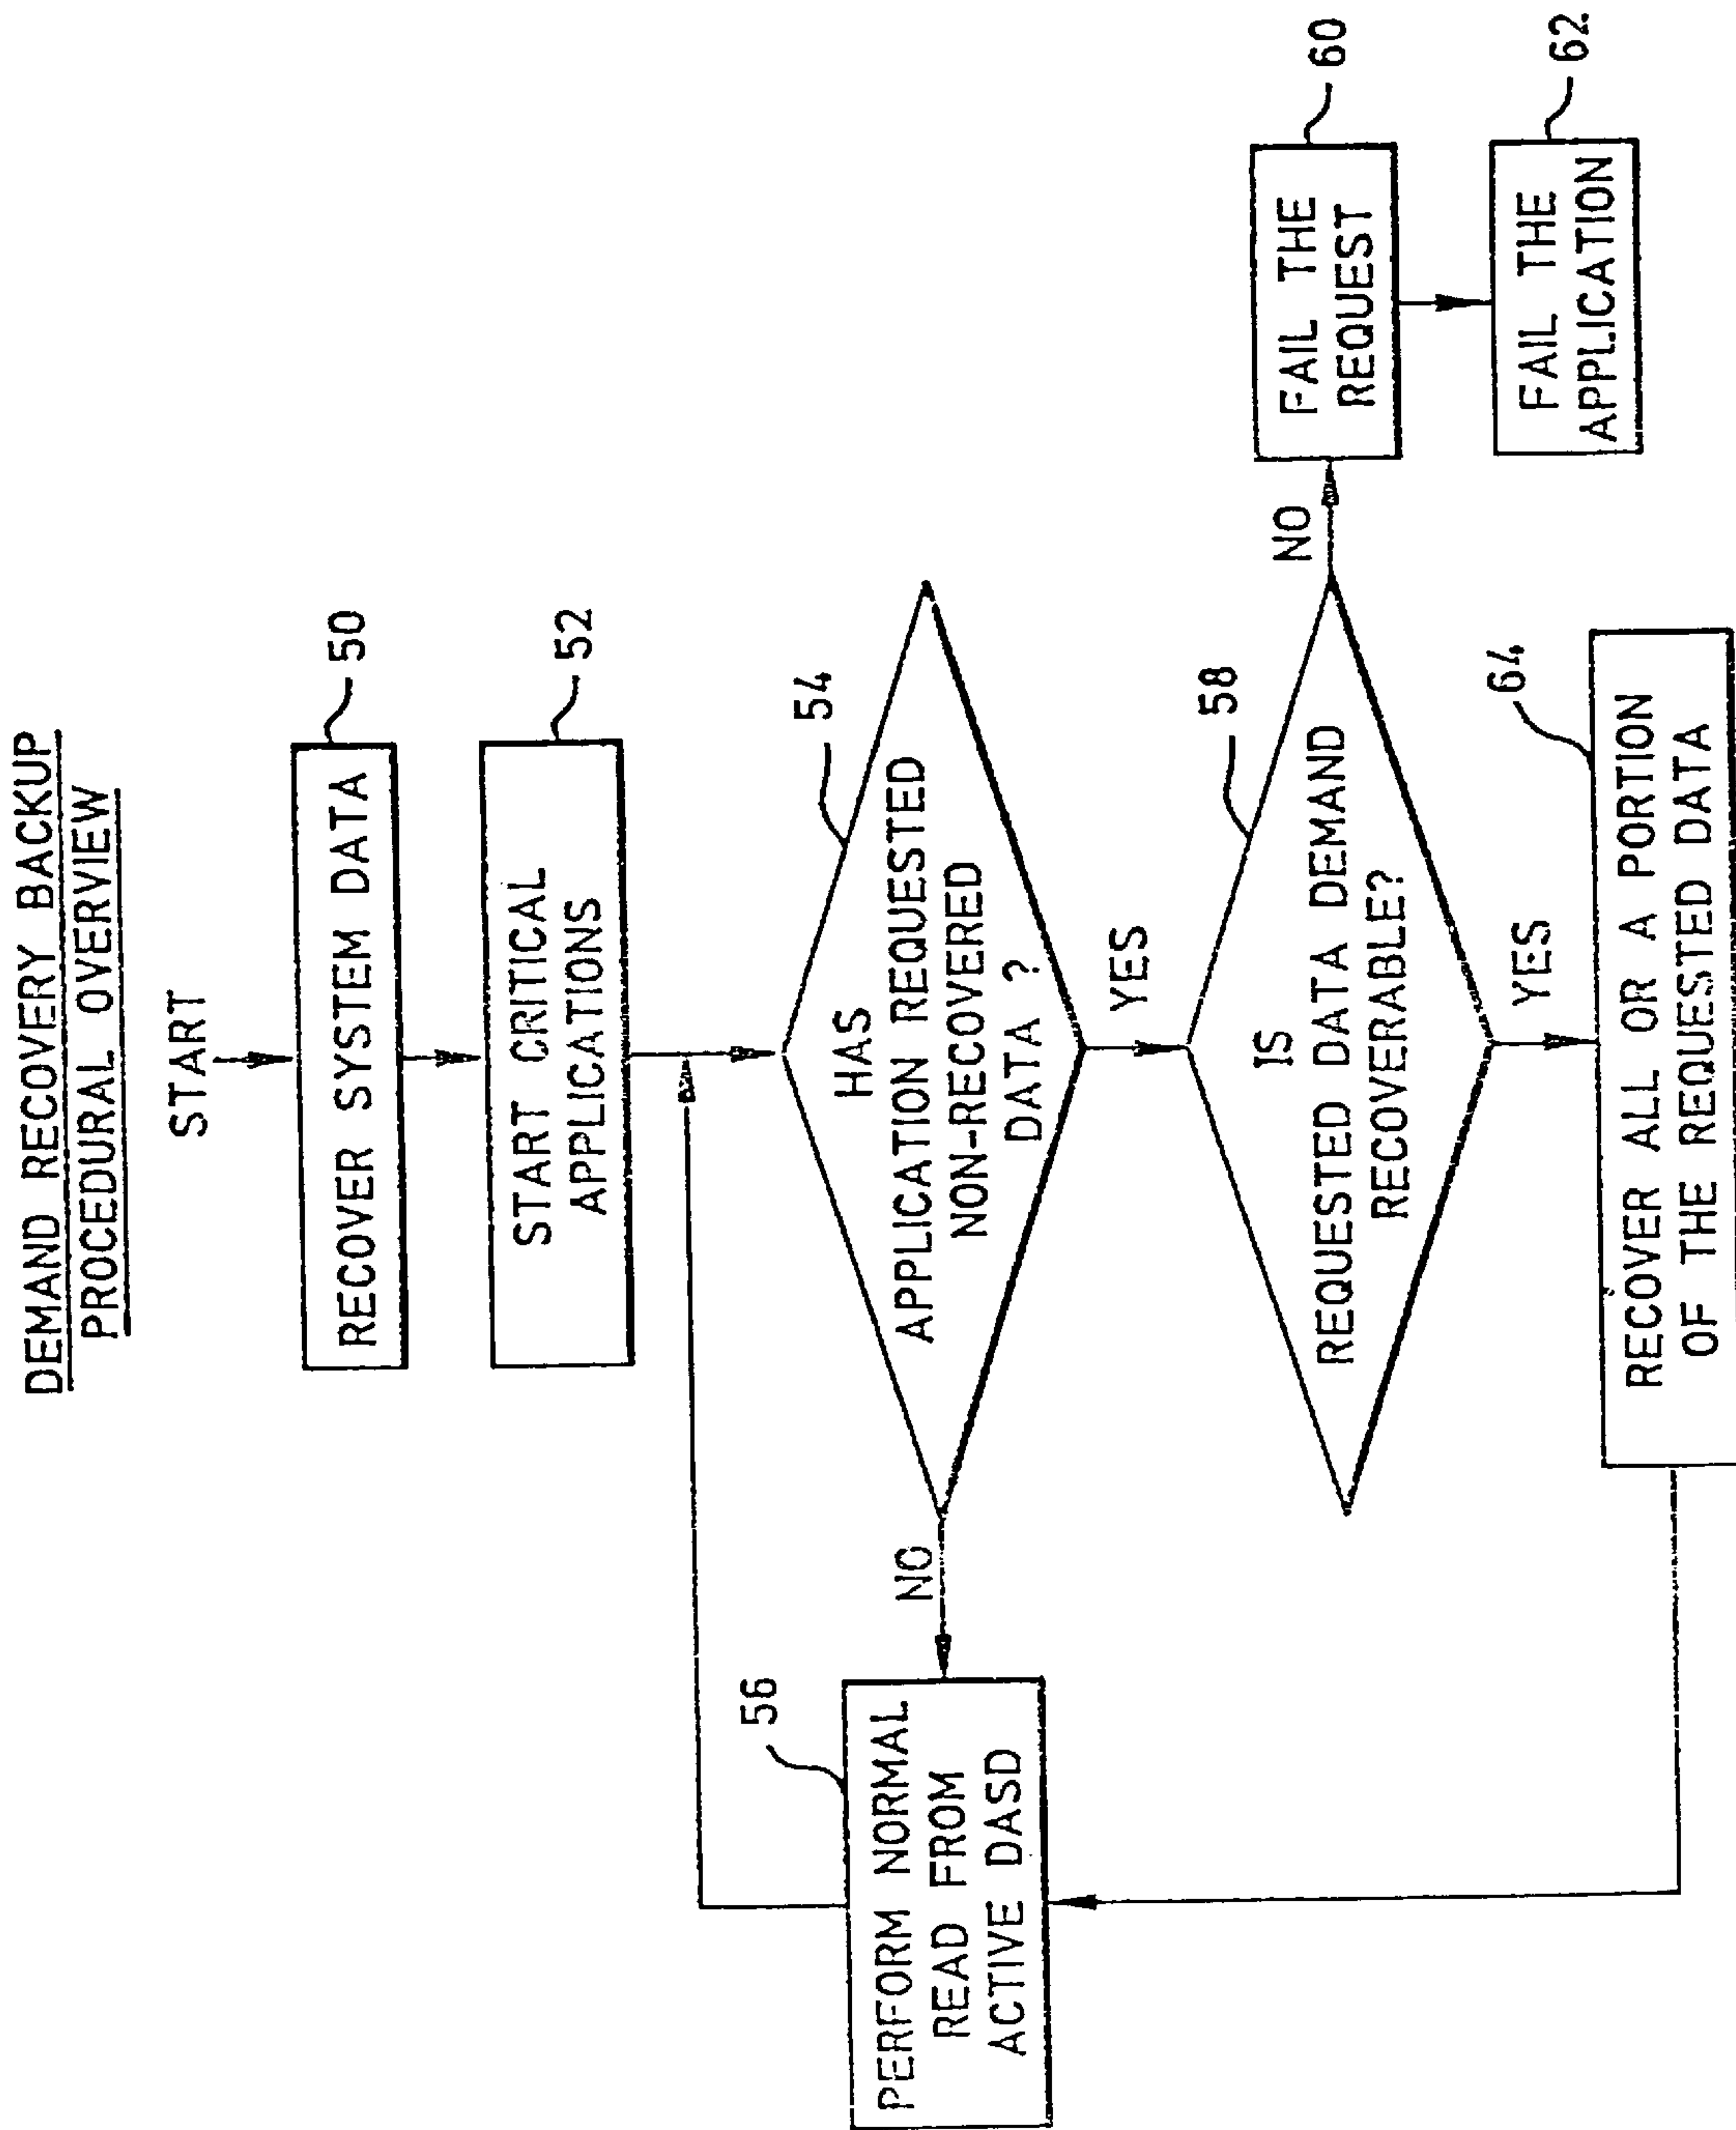 DEMAND RECOVERY BACKUP
PROCEDURAL OVERVIEW
START
RECOVER SYSTEM DATA
50
START CRITICAL
APPLICATIONS
52
HAS
APPLICATION REQUESTED
NON-RECOVERED
DATA ?
54
NO
YES
PERFORM NORMAL
READ FROM
ACTIVE DASD
56
IS
REQUESTED DATA DEMAND
RECOVERABLE?
58
NO
YES
FAIL THE
REQUEST
60
FAIL THE
APPLICATION
62
RECOVER ALL OR A PORTION
OF THE REQUESTED DATA
64